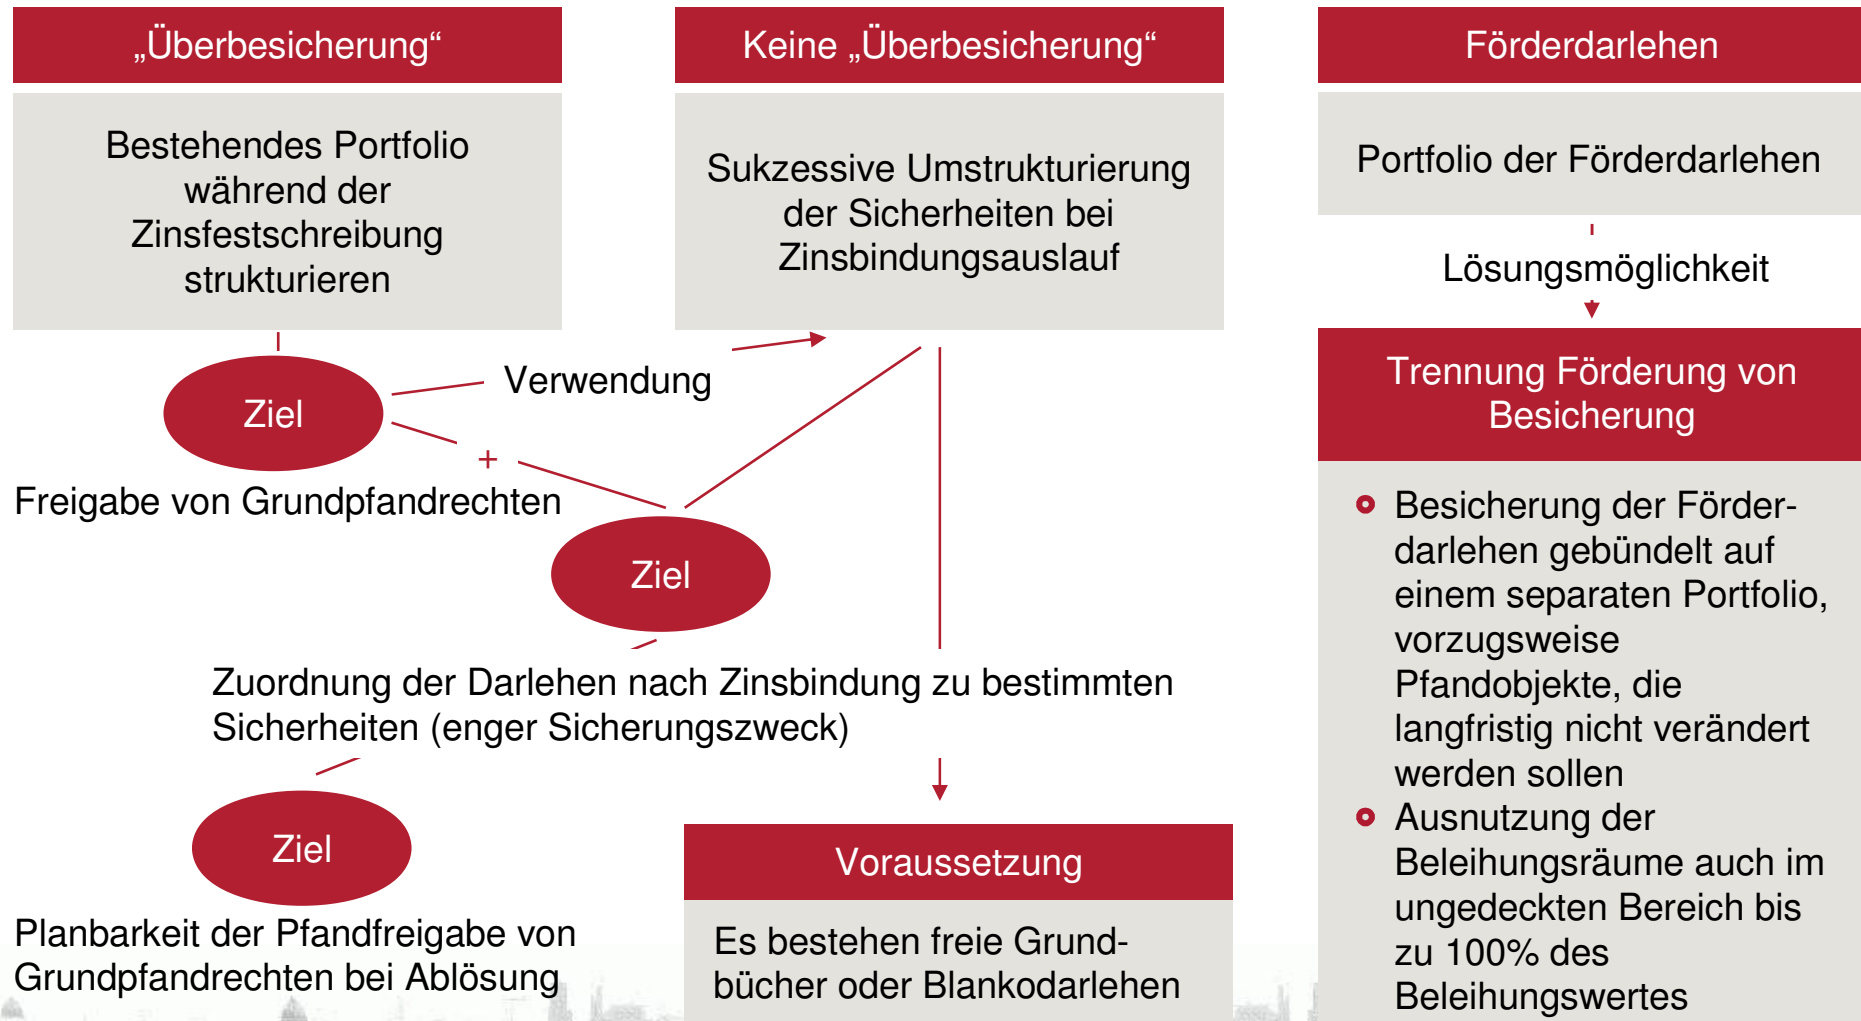 „Überbesicherung“
Bestehendes Portfolio
während der
Zinsfestschreibung
strukturieren
Ziel
Freigabe von Grundpfandrechten
Verwendung
+
Keine „Überbesicherung“
Sukzessive Umstrukturierung
der Sicherheiten bei
Zinsbindungsauslauf
Ziel
Zuordnung der Darlehen nach Zinsbindung zu bestimmten
Sicherheiten (enger Sicherungszweck)
Ziel
Planbarkeit der Pfandfreigabe von
Grundpfandrechten bei Ablösung
Voraussetzung
Es bestehen freie Grund-
bücher oder Blankodarlehen
Förderdarlehen
Portfolio der Förderdarlehen
Lösungsmöglichkeit
Trennung Förderung von
Besicherung
Besicherung der Förder-
darlehen gebündelt auf
einem separaten Portfolio,
vorzugsweise
Pfandobjekte, die
langfristig nicht verändert
werden sollen
Ausnutzung der
Beleihungsräume auch im
ungedeckten Bereich bis
zu 100% des
Beleihungswertes